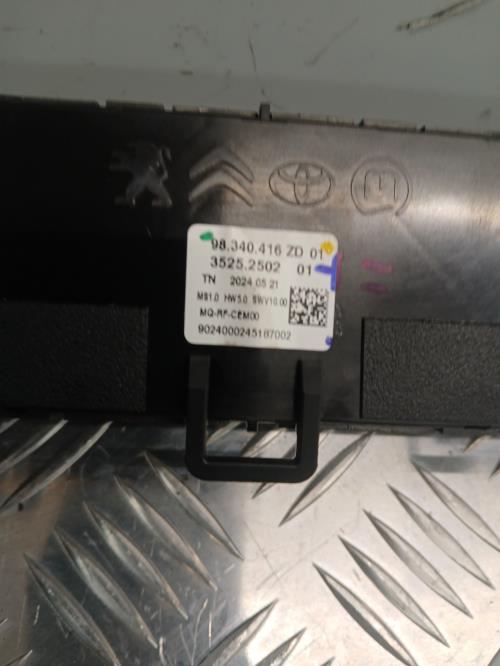 98.340.416 ZD 01
3525.2502 01
TN 2024 05 21
MS1.0 HW5.0 SWV10.00
MQ-RF-CEM00
9024000245187002